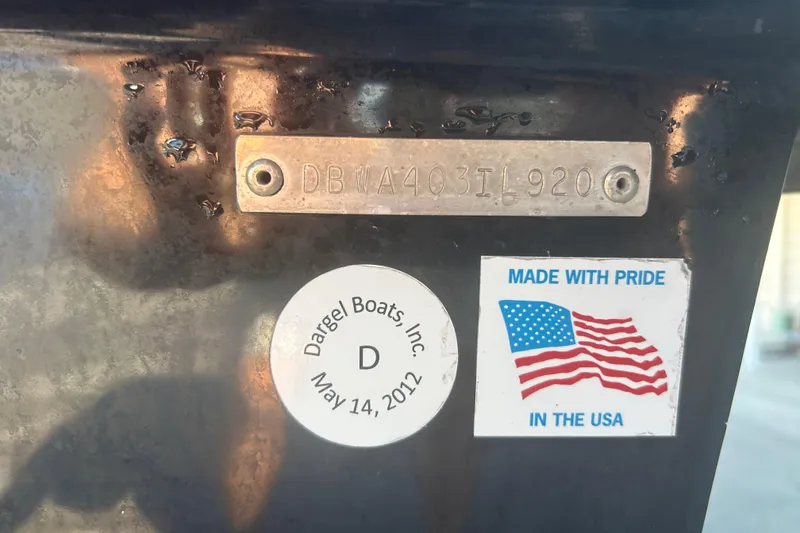 DBWA403IL920
Dargel Boats, Inc.
D
May 14, 2012
MADE WITH PRIDE
IN THE USA